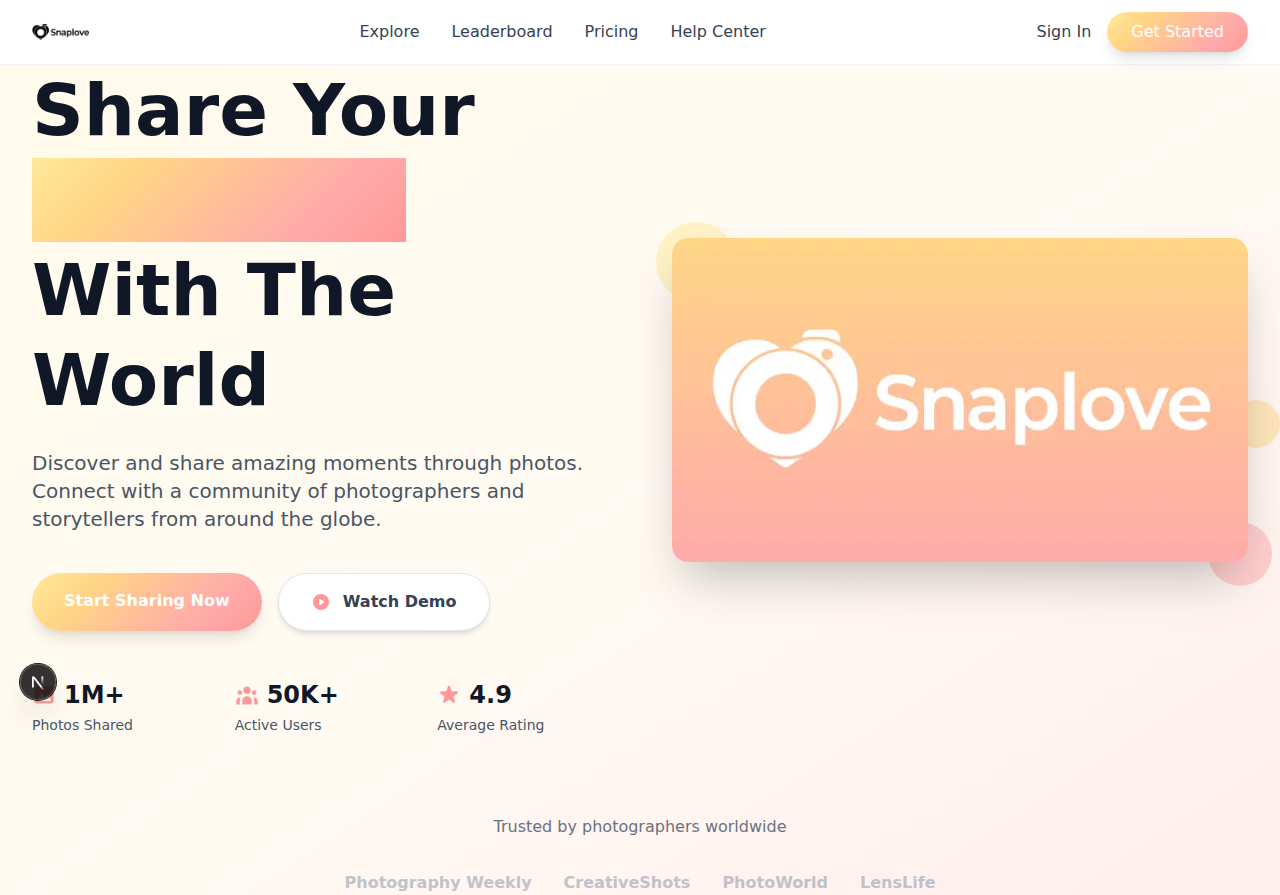 Snaplove
Explore
Leaderboard
Pricing
Help Center
Sign In
Get Started
Share Your
With The
World
Discover and share amazing moments through photos.
Connect with a community of photographers and
storytellers from around the globe.
Start Sharing Now
Watch Demo
N
1M+
Photos Shared
50K+
Active Users
4.9
Average Rating
Snaplove
Trusted by photographers worldwide
Photography Weekly
CreativeShots
PhotoWorld
LensLife